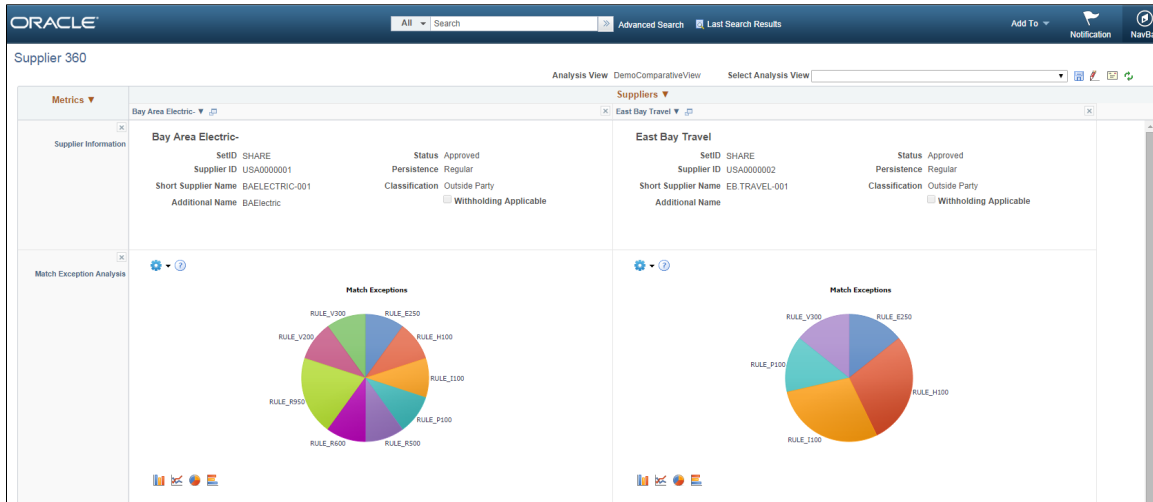 ORACLE
All Search Advanced Search Last Search Results Add To Notification NavBa
Supplier 360
Analysis View DemoComparativeView Select Analysis View
Metrics Suppliers
Bay Area Electric- East Bay Travel
Supplier Information
Bay Area Electric- East Bay Travel
SetID SHARE Status Approved SetID SHARE Status Approved
Supplier ID USA0000001 Persistence Regular Supplier ID USA0000002 Persistence Regular
Short Supplier Name BAELECTRIC-001 Classification Outside Party Short Supplier Name EB.TRAVEL-001 Classification Outside Party
Additional Name BAElectric Withholding Applicable Additional Name Withholding Applicable
Match Exception Analysis
Match Exceptions Match Exceptions
RULE_V300 RULE_E250 RULE_V300 RULE_E250
RULE_V200 RULE_H100
RULE_P100
RULE_I100
RULE_R950 RULE_H100
RULE_P100
RULE_R600 RULE_R500 RULE_I100